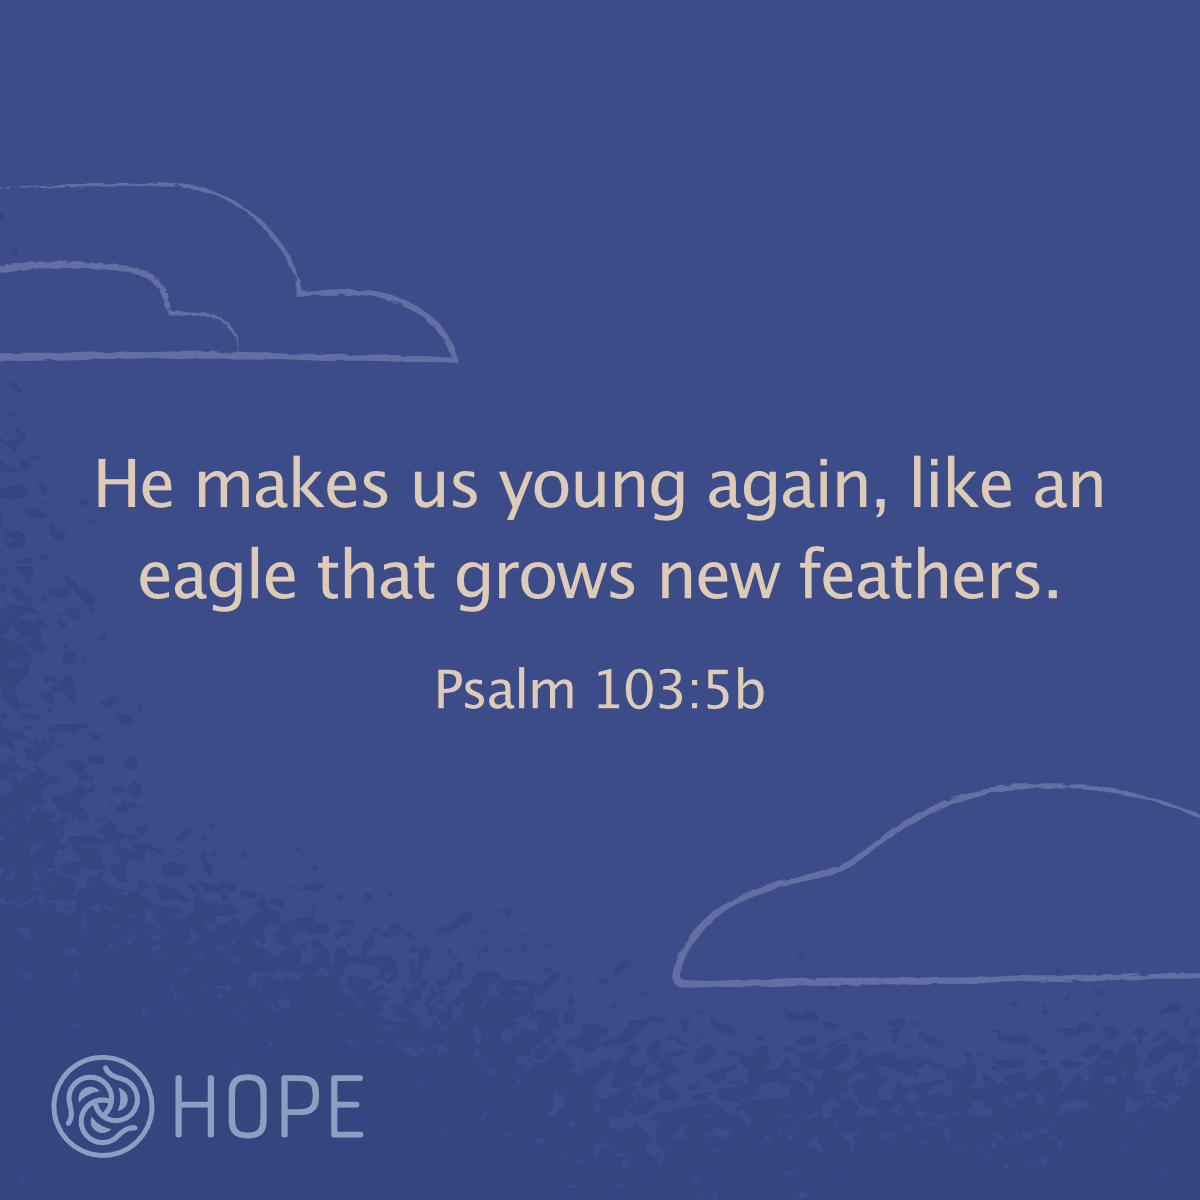 He makes us young again, like an
eagle that grows new feathers.
Psalm 103:5b
HOPE